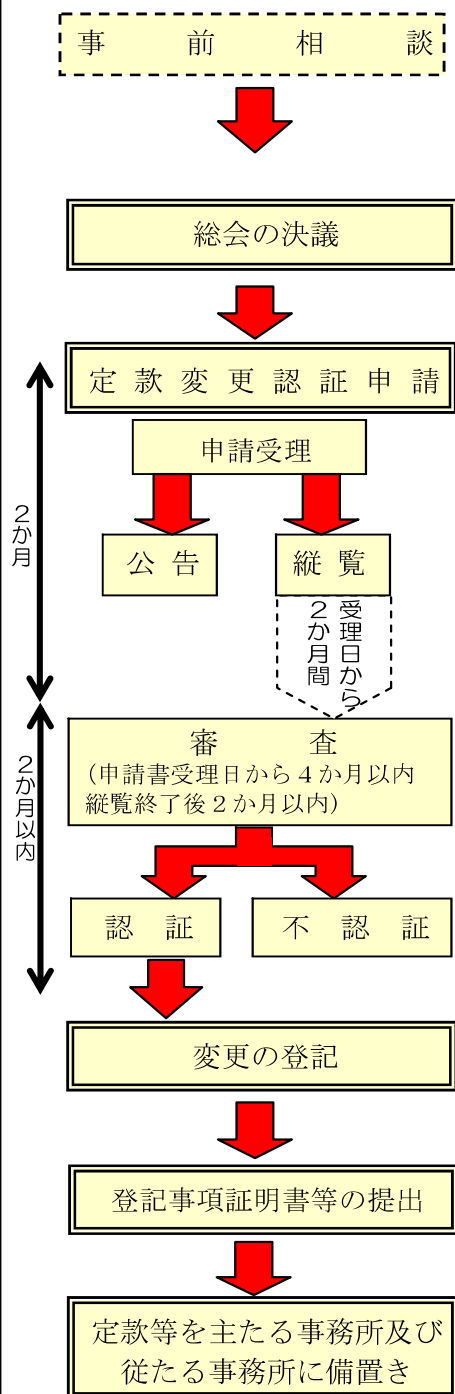 事前相談
総会の決議
定款変更認証申請
申請受理
公告
縦覧
２か月
受理日から
２か月間
審査
（申請書受理日から４か月以内
縦覧終了後２か月以内）
２か月以内
認証
不認証
変更の登記
登記事項証明書等の提出
定款等を主たる事務所及び
従たる事務所に備置き